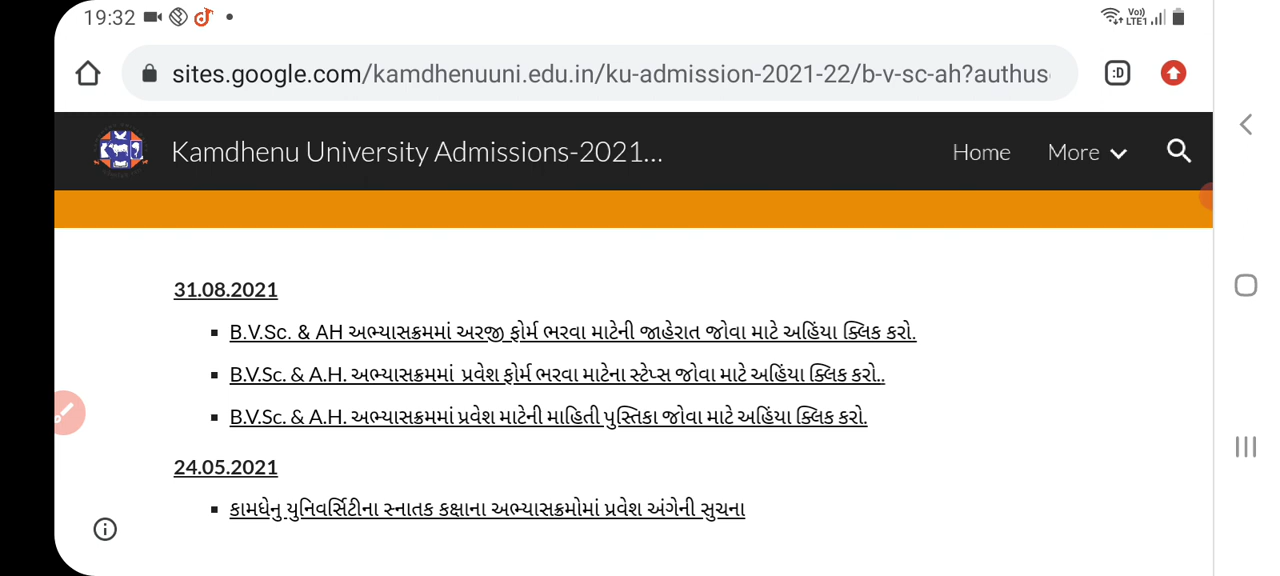 19:32
Vo)) LTE1
sites.google.com/kamdhenuuni.edu.in/ku-admission-2021-22/b-v-sc-ah?authus
:D
Kamdhenu University Admissions-2021...
Home More
31.08.2021
▪ B.V.Sc. & AH અભ્યાસક્રમમાં અરજી ફોર્મ ભરવા માટેની જાહેરાત જોવા માટે અહિંયા ક્લિક કરો.
▪ B.V.Sc. & A.H. અભ્યાસક્રમમાં પ્રવેશ ફોર્મ ભરવા માટેના સ્ટેપ્સ જોવા માટે અહિંયા ક્લિક કરો..
▪ B.V.Sc. & A.H. અભ્યાસક્રમમાં પ્રવેશ માટેની માહિતી પુસ્તિકા જોવા માટે અહિંયા ક્લિક કરો.
24.05.2021
▪ કામધેનુ યુનિવર્સિટીના સ્નાતક કક્ષાના અભ્યાસક્રમોમાં પ્રવેશ અંગેની સુચના